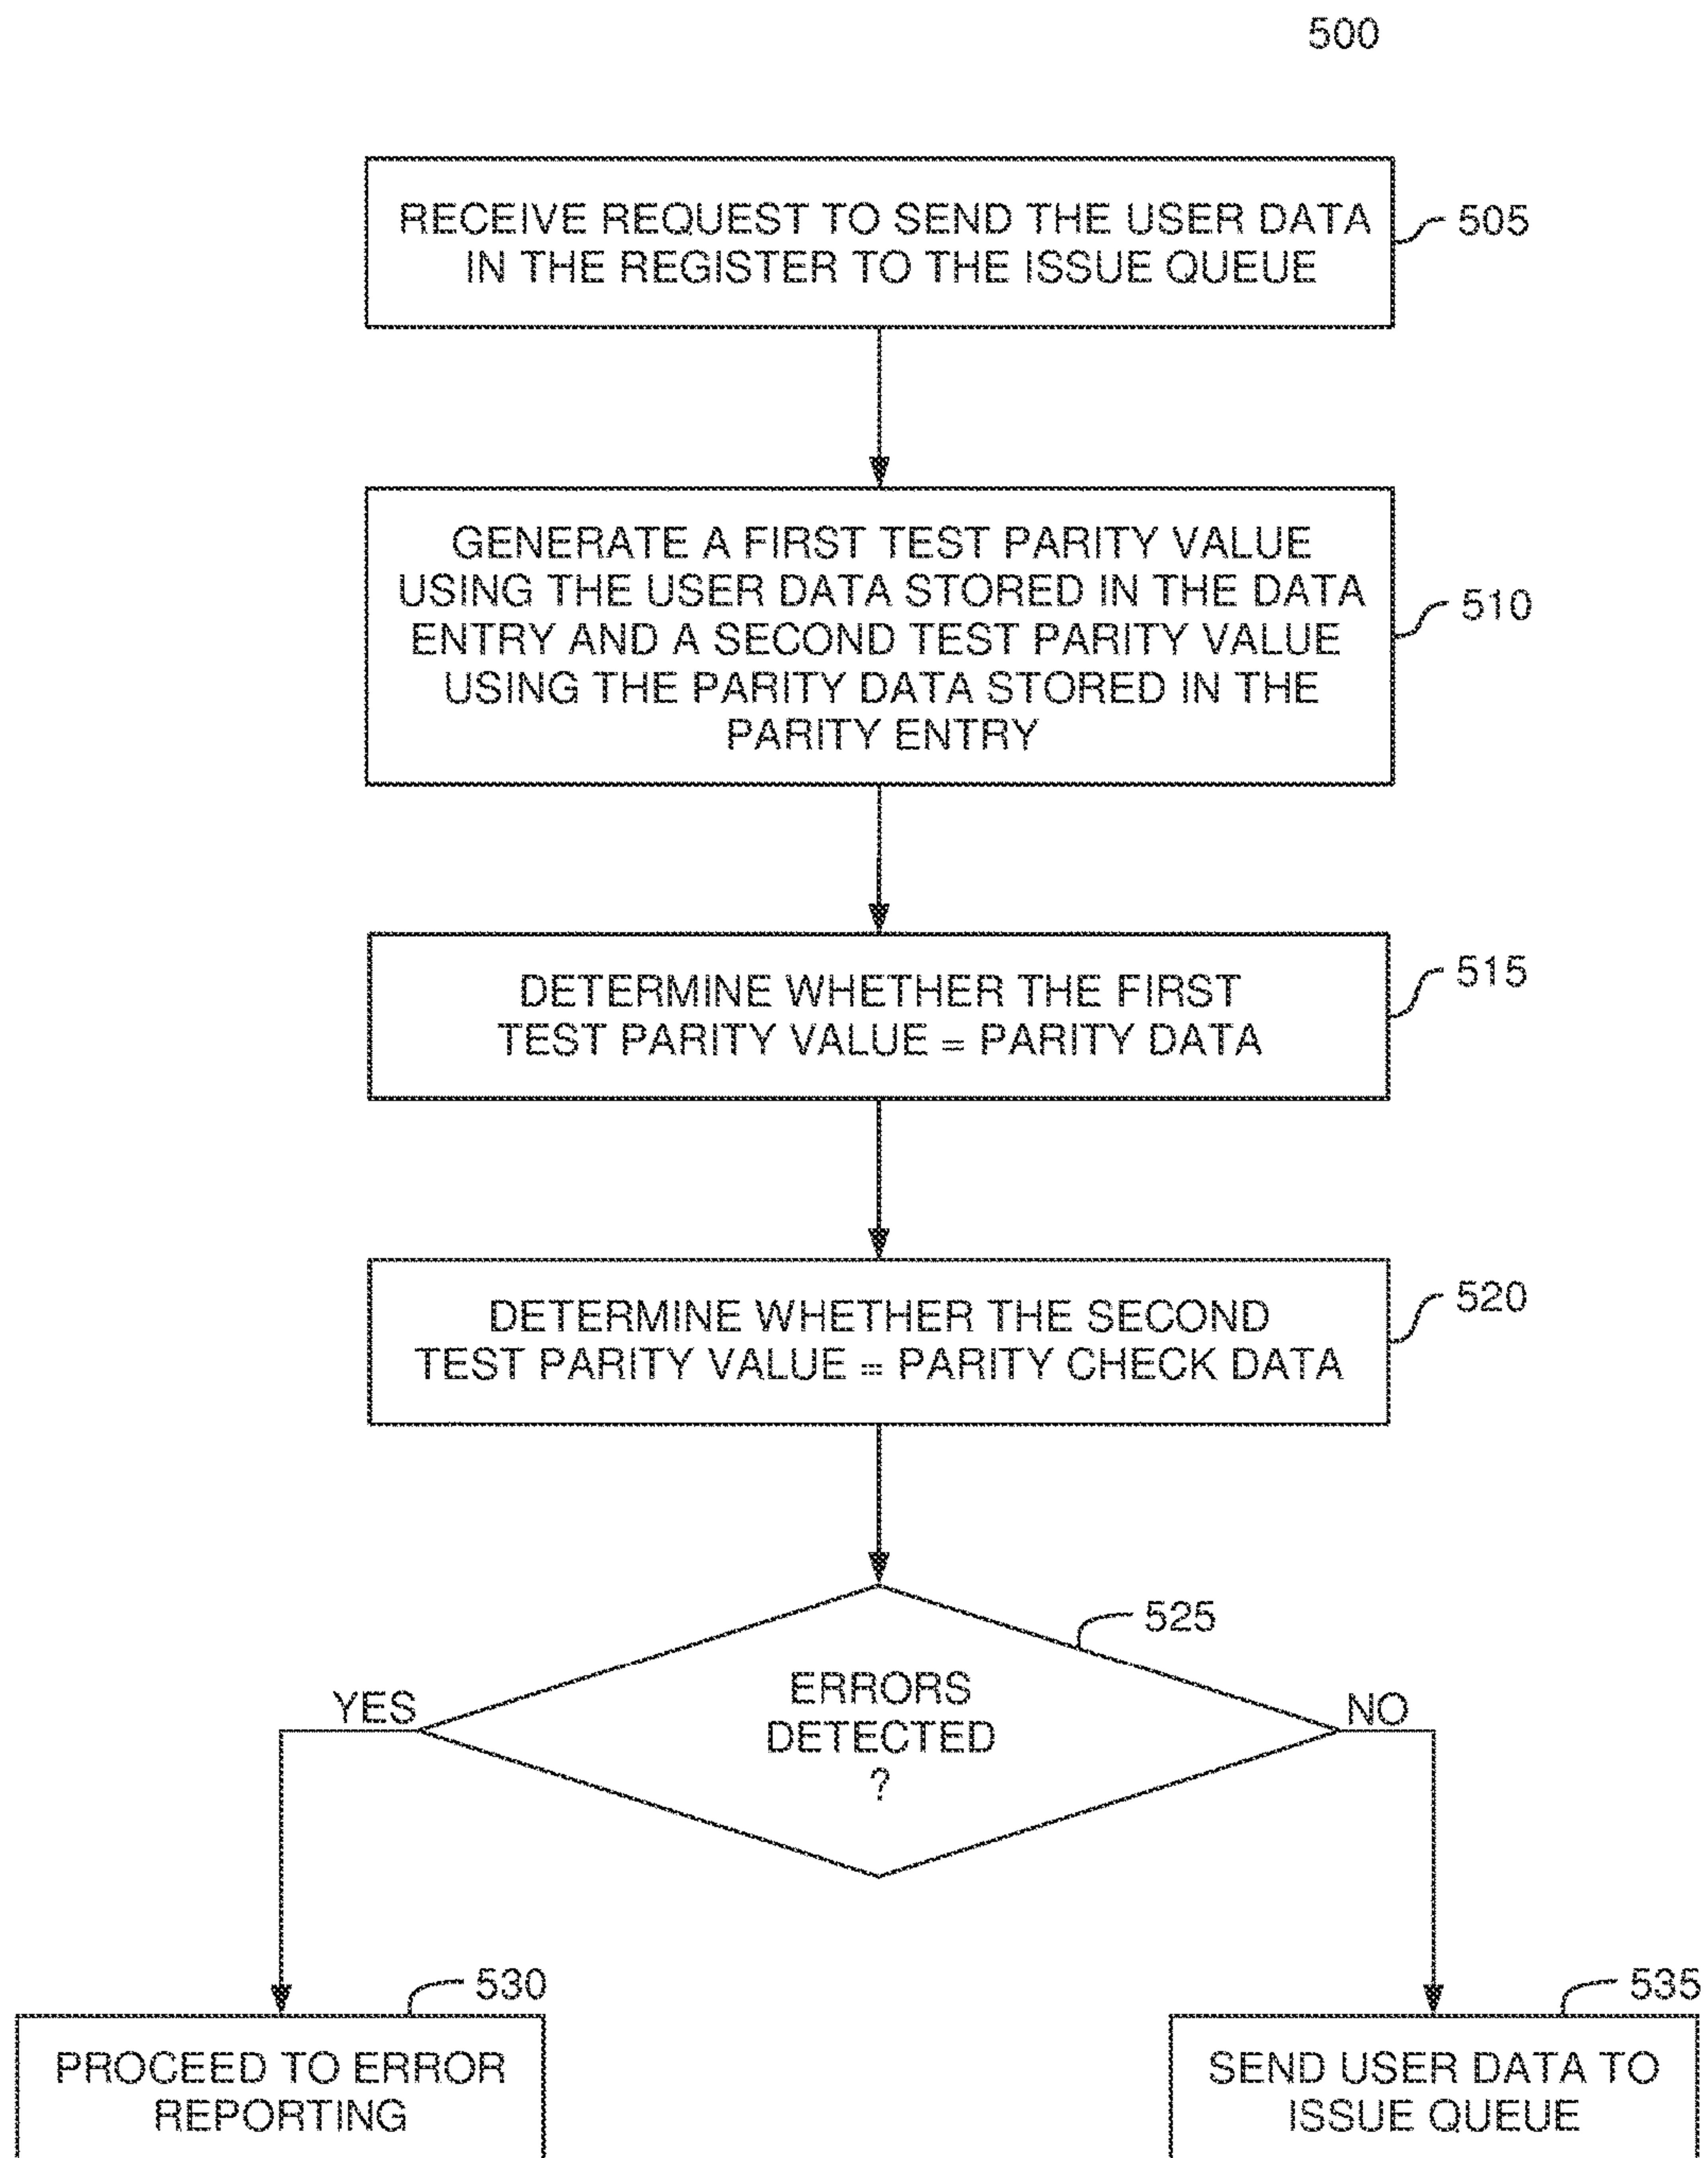 500
RECEIVE REQUEST TO SEND THE USER DATA
IN THE REGISTER TO THE ISSUE QUEUE
505
GENERATE A FIRST TEST PARITY VALUE
USING THE USER DATA STORED IN THE DATA
ENTRY AND A SECOND TEST PARITY VALUE
USING THE PARITY DATA STORED IN THE
PARITY ENTRY
510
DETERMINE WHETHER THE FIRST
TEST PARITY VALUE = PARITY DATA
515
DETERMINE WHETHER THE SECOND
TEST PARITY VALUE = PARITY CHECK DATA
520
525
ERRORS
DETECTED
?
YES
NO
530
PROCEED TO ERROR
REPORTING
535
SEND USER DATA TO
ISSUE QUEUE